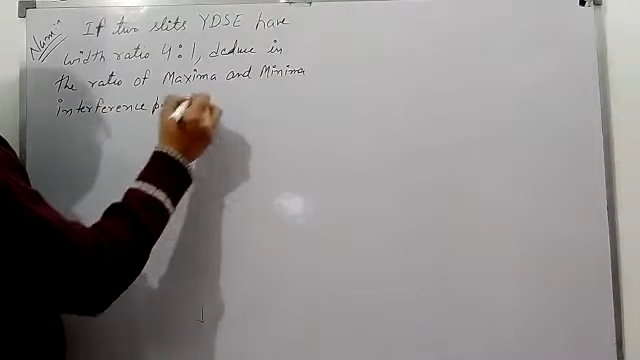 Num:- If two slits YDSE have
width ratio 4:1, deduce in
the ratio of Maxima and Minima
interference p